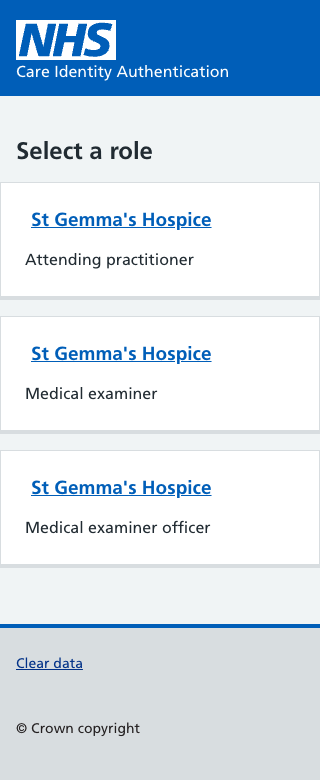 NHS
Care Identity Authentication
Select a role
St Gemma's Hospice
Attending practitioner
St Gemma's Hospice
Medical examiner
St Gemma's Hospice
Medical examiner officer
Clear data
© Crown copyright